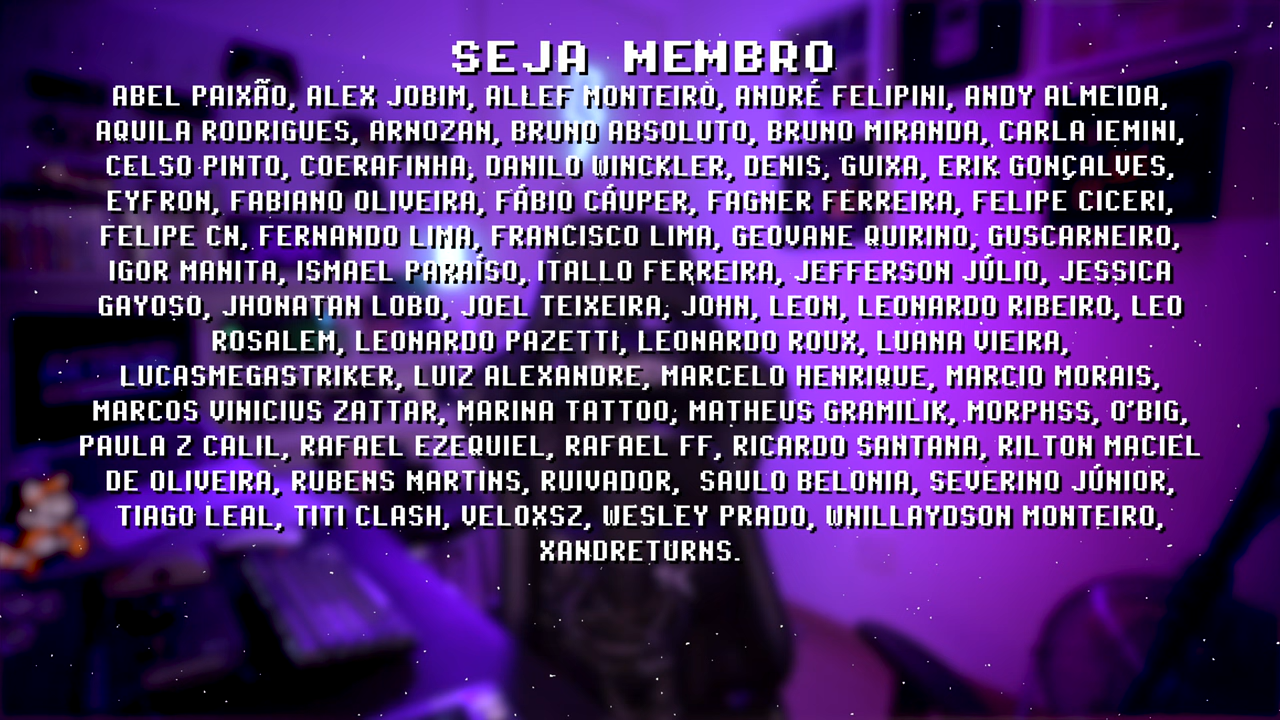 SEJA MEMBRO
ABEL PAIXÃO, ALEX JOBIM, ALLEF MONTEIRO, ANDRÉ FELIPINI, ANDY ALMEIDA,
AQUILA RODRIGUES, ARNOZAN, BRUNO ABSOLUTO, BRUNO MIRANDA, CARLA IEMINI,
CELSO PINTO, COERAFINHA, DANILO WINCKLER, DENIS, GUIXA, ERIK GONÇALVES,
EYFRON, FABIANO OLIVEIRA, FÁBIO CÁUPER, FAGNER FERREIRA, FELIPE CICERI,
FELIPE CN, FERNANDO LIMA, FRANCISCO LIMA, GEOVANE QUIRINO, GUSCARNEIRO,
IGOR MANITA, ISMAEL PARAÍSO, ITALLO FERREIRA, JEFFERSON JÚLIO, JESSICA
GAYOSO, JHONATAN LOBO, JOEL TEIXEIRA, JOHN, LEON, LEONARDO RIBEIRO, LEO
ROSALEM, LEONARDO PAZETTI, LEONARDO ROUX, LUANA VIEIRA,
LUCASMEGASTRIKER, LUIZ ALEXANDRE, MARCELO HENRIQUE, MARCIO MORAIS,
MARCOS VINICIUS ZATTAR, MARINA TATTOO, MATHEUS GRAMILIK, MORPHSS, O'BIG,
PAULA Z CALIL, RAFAEL EZEQUIEL, RAFAEL FF, RICARDO SANTANA, RILTON MACIEL
DE OLIVEIRA, RUBENS MARTINS, RUIVADOR, SAULO BELONIA, SEVERINO JÚNIOR,
TIAGO LEAL, TITI CLASH, VELOXSZ, WESLEY PRADO, WNILLAYDSON MONTEIRO,
XANDRETURNS.